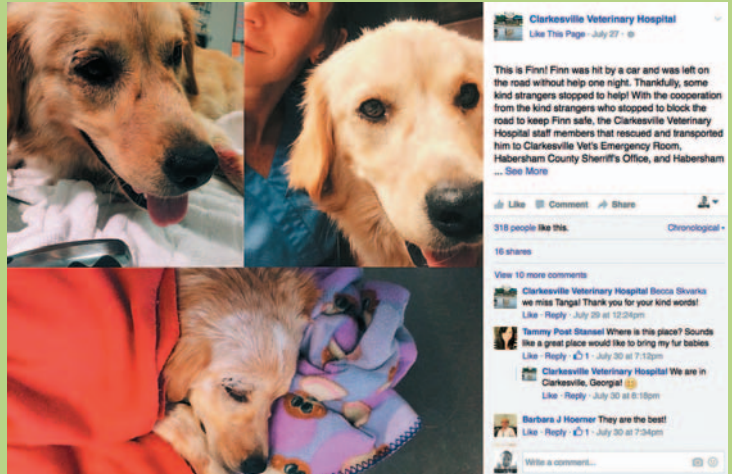 Clarkesville Veterinary Hospital
Like This Page · July 27 ·
This is Finn! Finn was hit by a car and was left on
the road without help one night. Thankfully, some
kind strangers stopped to help! With the cooperation
from the kind strangers who stopped to block the
road to keep Finn safe, the Clarkesville Veterinary
Hospital staff members that rescued and transported
him to Clarkesville Vet's Emergency Room,
Habersham County Sherriff's Office, and Habersham
... See More
Like Comment Share
318 people like this. Chronological
16 shares
View 10 more comments
Clarkesville Veterinary Hospital Becca Skvarka
we miss Tanga! Thank you for your kind words!
Like · Reply · July 29 at 12:24pm
Tammy Post Stansel Where is this place? Sounds
like a great place would like to bring my fur babies
Like · Reply · 1 · July 30 at 7:12pm
Clarkesville Veterinary Hospital We are in
Clarkesville, Georgia!
Like · Reply · July 30 at 8:18pm
Barbara J Hoerner They are the best!
Like · Reply · 1 · July 30 at 7:34pm
Write a comment...